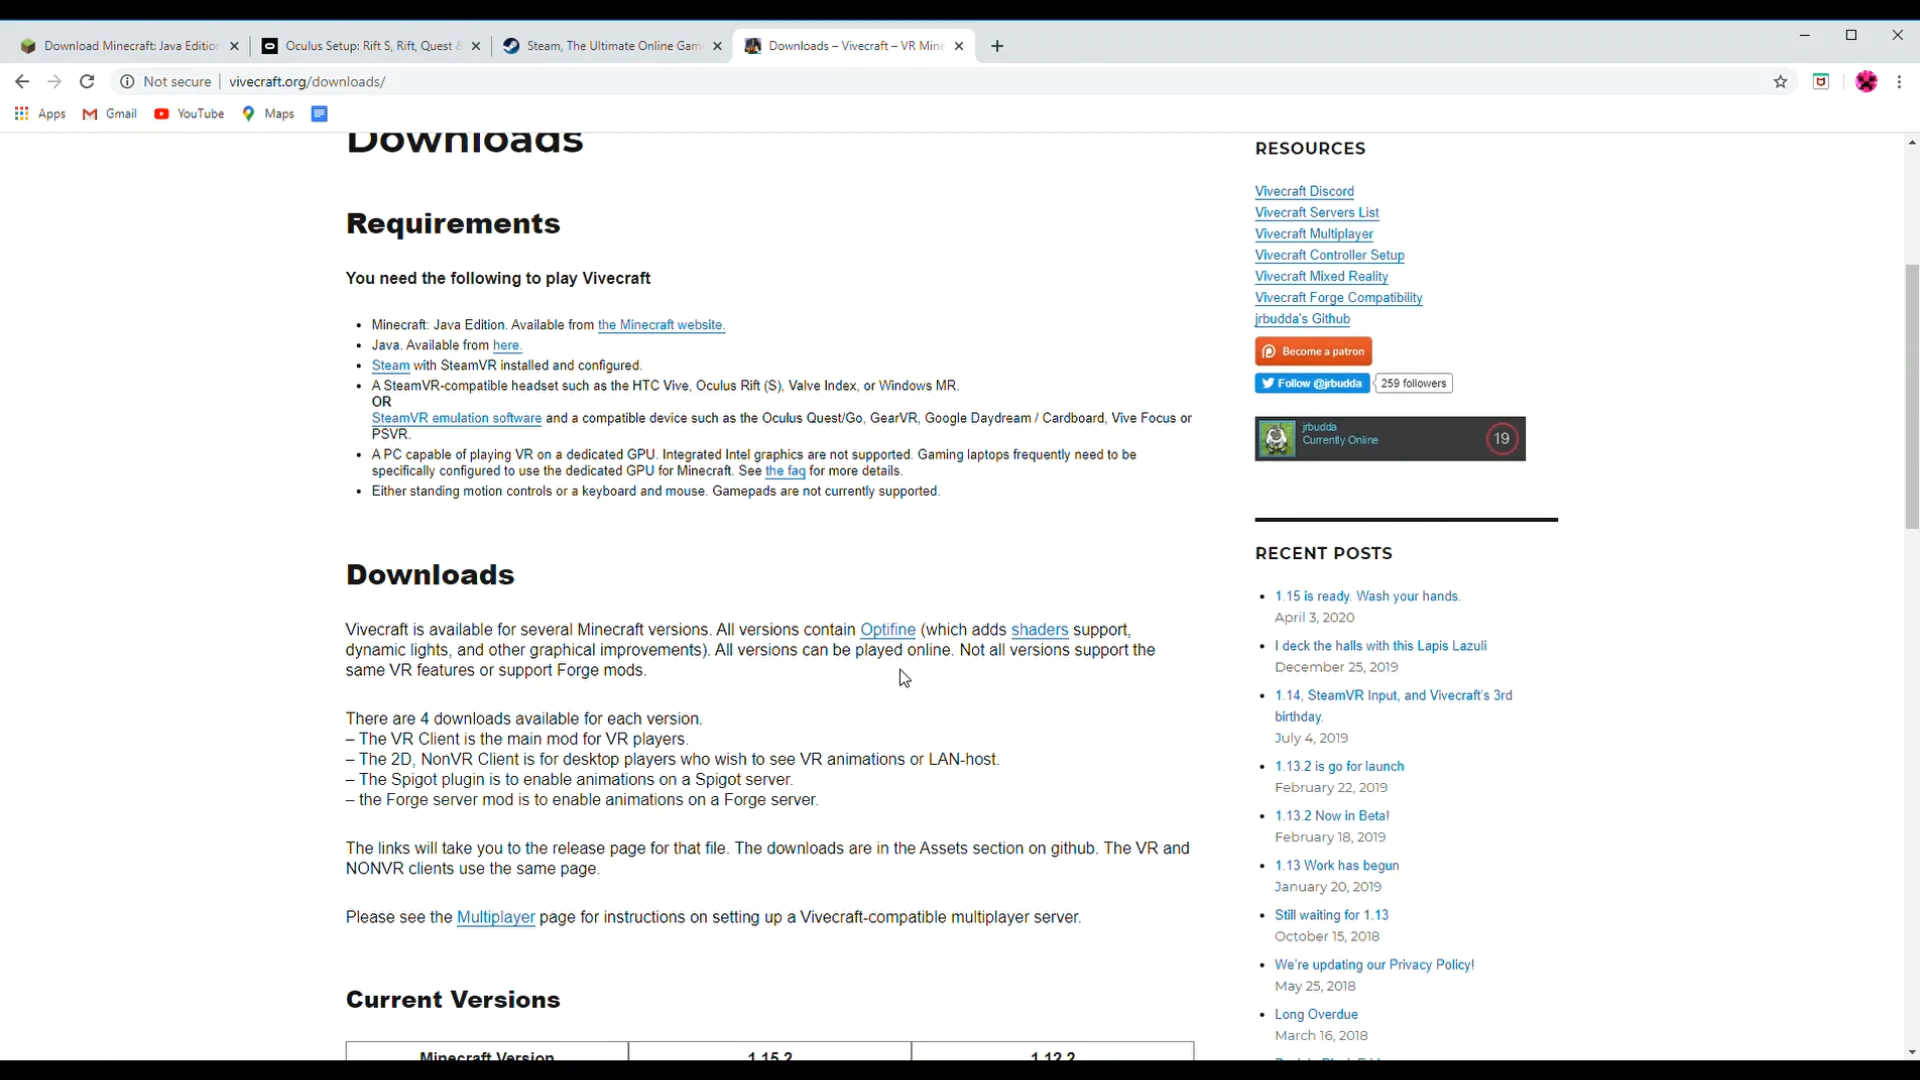 Download Minecraft: Java Edition
Oculus Setup: Rift S, Rift, Quest &
Steam, The Ultimate Online Gam
Downloads – Vivecraft – VR Mine
Not secure
vivecraft.org/downloads/
Apps
Gmail
YouTube
Maps
Downloads
Requirements
You need the following to play Vivecraft
• Minecraft: Java Edition. Available from the Minecraft website.
• Java. Available from here.
• Steam with SteamVR installed and configured.
• A SteamVR-compatible headset such as the HTC Vive, Oculus Rift (S), Valve Index, or Windows MR.
OR
SteamVR emulation software and a compatible device such as the Oculus Quest/Go, GearVR, Google Daydream / Cardboard, Vive Focus or
PSVR.
• A PC capable of playing VR on a dedicated GPU. Integrated Intel graphics are not supported. Gaming laptops frequently need to be
specifically configured to use the dedicated GPU for Minecraft. See the faq for more details.
• Either standing motion controls or a keyboard and mouse. Gamepads are not currently supported.
Downloads
Vivecraft is available for several Minecraft versions. All versions contain Optifine (which adds shaders support,
dynamic lights, and other graphical improvements). All versions can be played online. Not all versions support the
same VR features or support Forge mods.
There are 4 downloads available for each version.
– The VR Client is the main mod for VR players.
– The 2D, NonVR Client is for desktop players who wish to see VR animations or LAN-host.
– The Spigot plugin is to enable animations on a Spigot server.
– the Forge server mod is to enable animations on a Forge server.
The links will take you to the release page for that file. The downloads are in the Assets section on github. The VR and
NONVR clients use the same page.
Please see the Multiplayer page for instructions on setting up a Vivecraft-compatible multiplayer server.
Current Versions
Minecraft Version
1.15.2
1.12.2
RESOURCES
Vivecraft Discord
Vivecraft Servers List
Vivecraft Multiplayer
Vivecraft Controller Setup
Vivecraft Mixed Reality
Vivecraft Forge Compatibility
jrbudda's Github
Become a patron
Follow @jrbudda
259 followers
jrbudda
Currently Online
19
RECENT POSTS
• 1.15 is ready. Wash your hands.
April 3, 2020
• I deck the halls with this Lapis Lazuli
December 25, 2019
• 1.14, SteamVR Input, and Vivecraft's 3rd
birthday.
July 4, 2019
• 1.13.2 is go for launch
February 22, 2019
• 1.13.2 Now in Beta!
February 18, 2019
• 1.13 Work has begun
January 20, 2019
• Still waiting for 1.13
October 15, 2018
• We're updating our Privacy Policy!
May 25, 2018
• Long Overdue
March 16, 2018